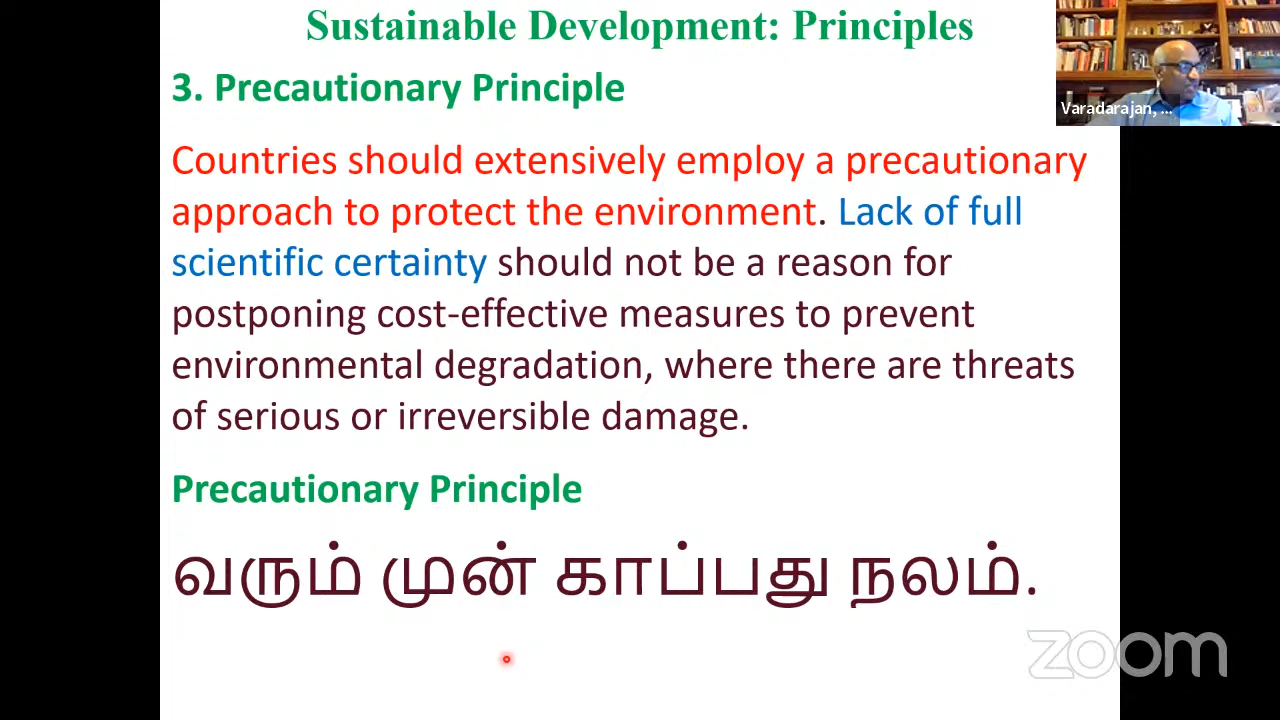 Sustainable Development: Principles
3. Precautionary Principle
Varadarajan, ...
Countries should extensively employ a precautionary
approach to protect the environment. Lack of full
scientific certainty should not be a reason for
postponing cost-effective measures to prevent
environmental degradation, where there are threats
of serious or irreversible damage.
Precautionary Principle
வரும் முன் காப்பது நலம்.
zoom